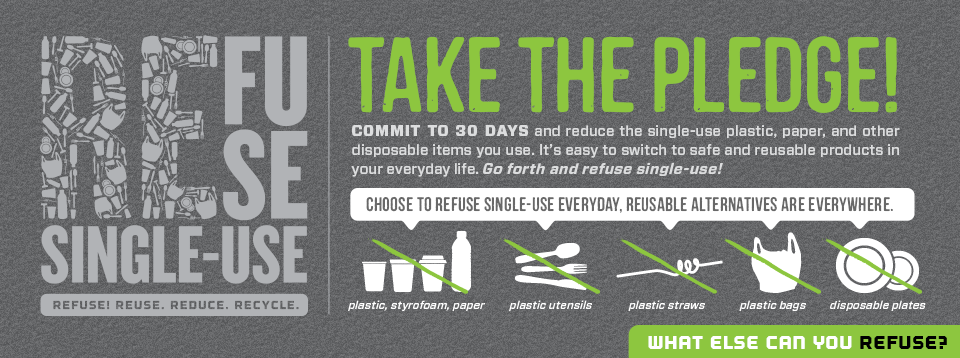 REFU
SE
SINGLE-USE
REFUSE! REUSE. REDUCE. RECYCLE.
TAKE THE PLEDGE!
COMMIT TO 30 DAYS and reduce the single-use plastic, paper, and other
disposable items you use. It's easy to switch to safe and reusable products in
your everyday life. Go forth and refuse single-use!
CHOOSE TO REFUSE SINGLE-USE EVERYDAY, REUSABLE ALTERNATIVES ARE EVERYWHERE.
plastic, styrofoam, paper plastic utensils plastic straws plastic bags disposable plates
WHAT ELSE CAN YOU REFUSE?